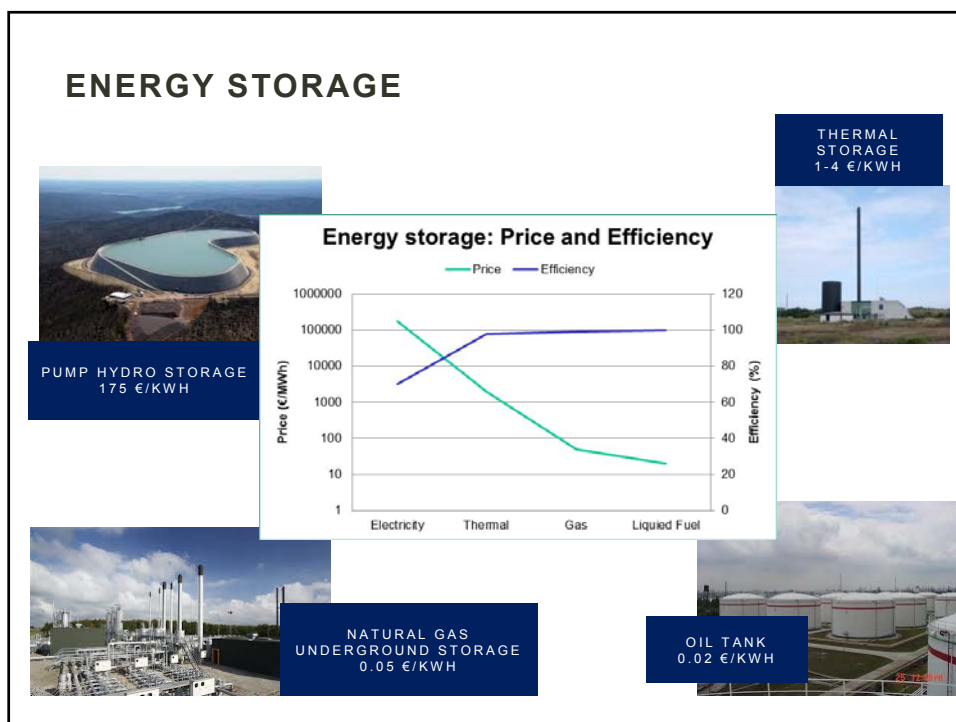 ENERGY STORAGE
THERMAL
STORAGE
1-4 €/KWH
PUMP HYDRO STORAGE
175 €/KWH
Energy storage: Price and Efficiency
Price Efficiency
Price (€/MWh)
1000000
100000
10000
1000
100
10
1
120
100
80
60
40
20
0
Efficiency (%)
Electricity Thermal Gas Liquied Fuel
NATURAL GAS
UNDERGROUND STORAGE
0.05 €/KWH
OIL TANK
0.02 €/KWH